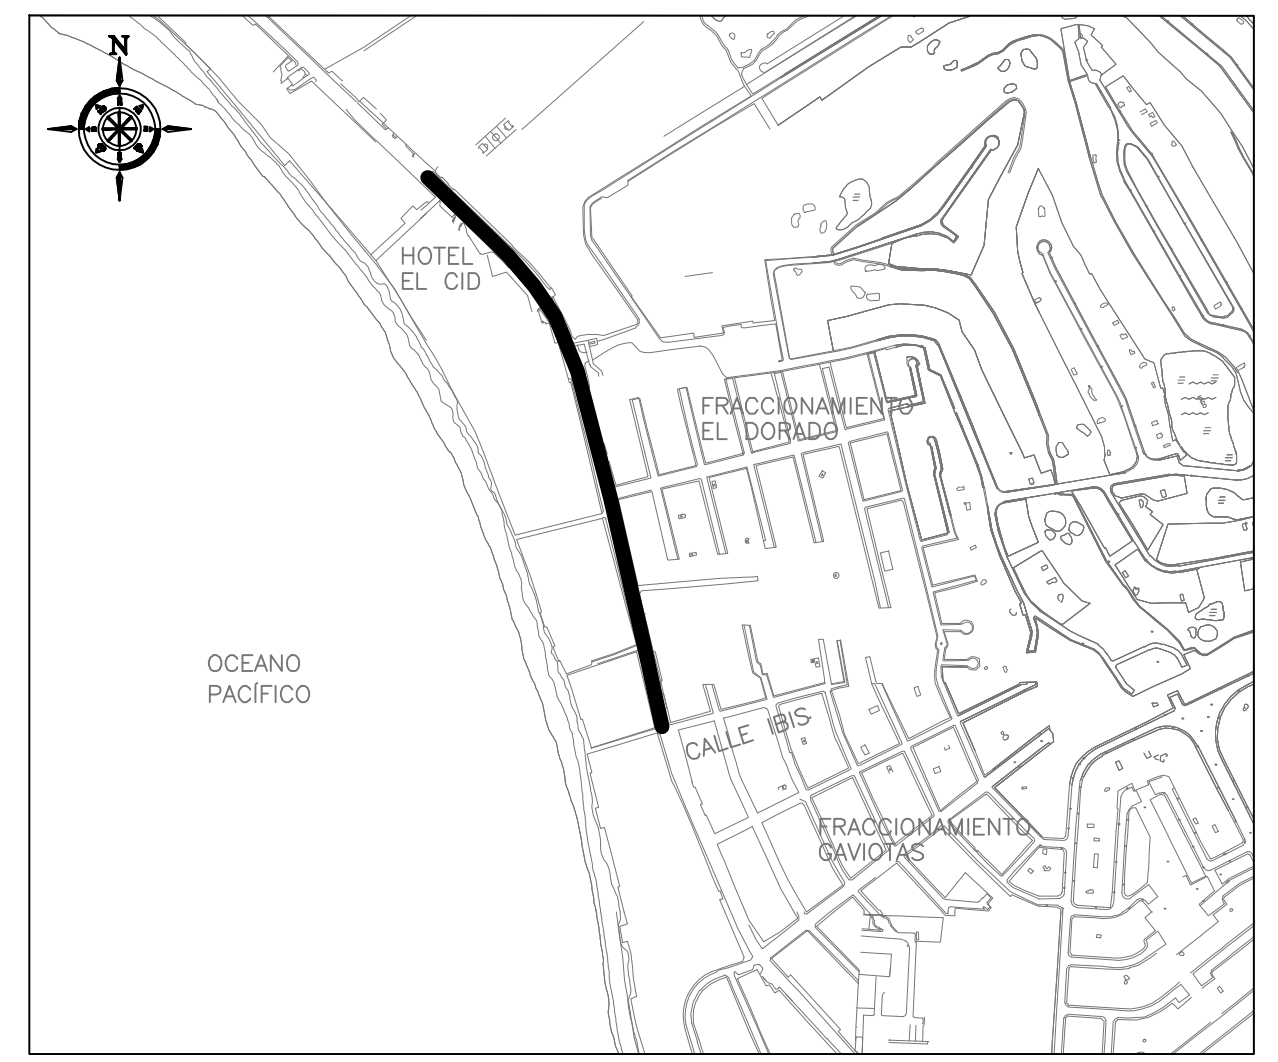 N
HOTEL
EL CID
FRACCIONAMIENTO
EL DORADO
OCEANO
PACÍFICO
CALLE IBIS.
FRACCIONAMIENTO
GAVIOTAS